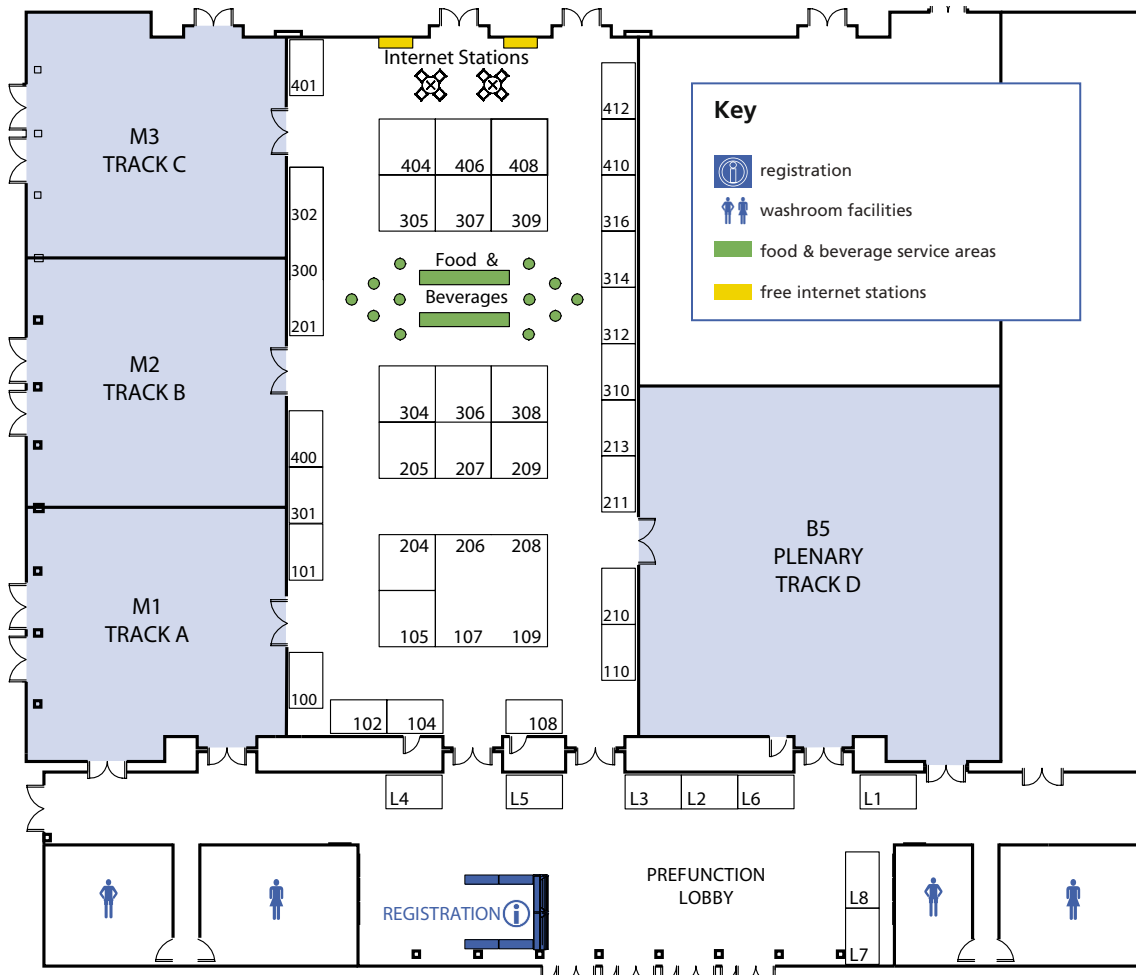 Internet Stations
401
412
M3
TRACK C
404 406 408
410
305 307 309
302
316
Key
registration
washroom facilities
food & beverage service areas
free internet stations
Food &
Beverages
300
314
201
312
M2
TRACK B
304 306 308
310
205 207 209
400
213
301
211
101
204 206 208
B5
PLENARY
TRACK D
M1
TRACK A
105 107 109
210
110
100
102 104 108
L4 L5 L3 L2 L6 L1
PREFUNCTION
LOBBY
L8
REGISTRATION
L7